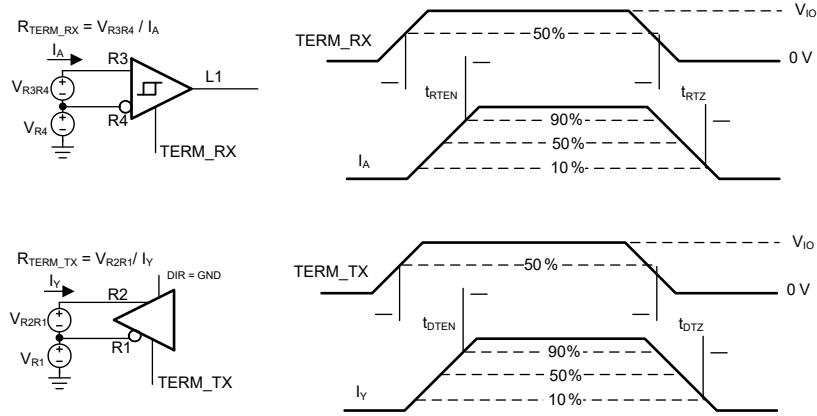 R_TERM_RX = V_R3R4 / I_A
I_A
R3
L1
V_R3R4
R4
V_R4
TERM_RX
TERM_RX
50%
V_IO
0 V
t_RTEN
t_RTZ
90%
50%
10%
I_A
R_TERM_TX = V_R2R1/ I_Y
DIR = GND
I_Y
R2
V_R2R1
R1
V_R1
TERM_TX
TERM_TX
50%
V_IO
0 V
t_DTEN
t_DTZ
90%
50%
10%
I_Y